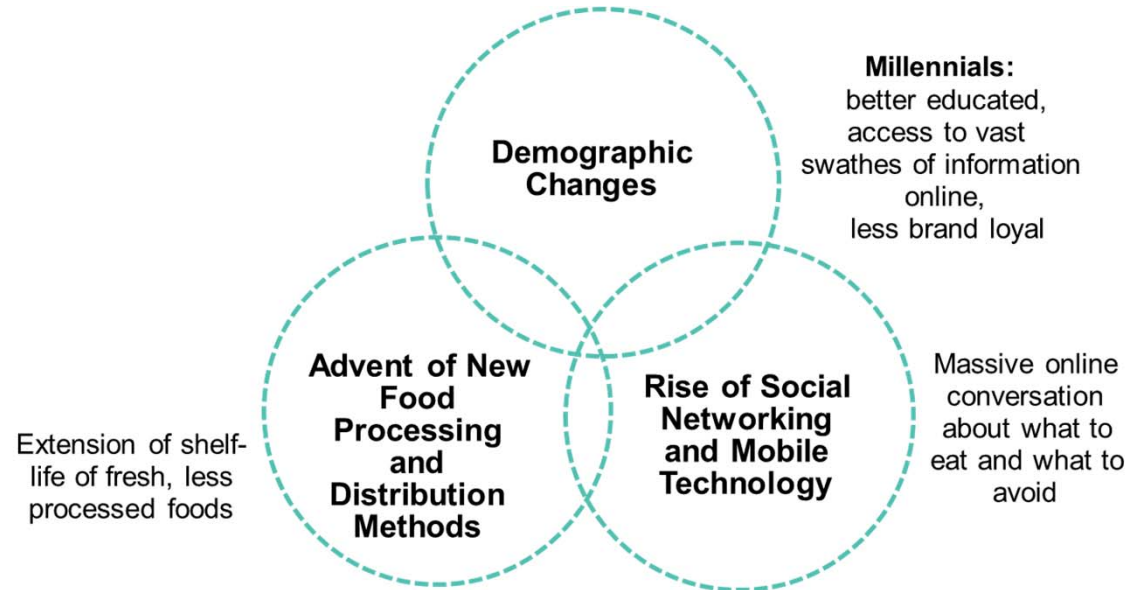 Millennials:
better educated,
access to vast
swathes of information
online,
less brand loyal
Demographic
Changes
Advent of New
Food
Processing
and
Distribution
Methods
Rise of Social
Networking
and Mobile
Technology
Massive online
conversation
about what to
eat and what to
avoid
Extension of shelf-
life of fresh, less
processed foods